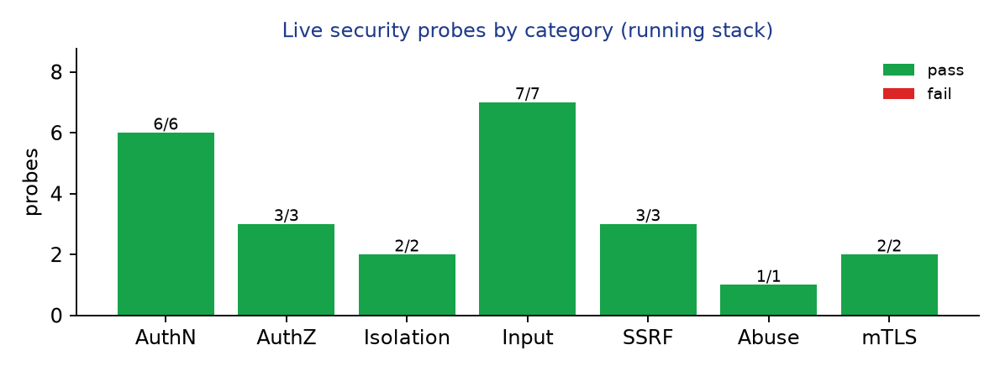 Live security probes by category (running stack)
pass
fail
probes
8
6
4
2
0
6/6
3/3
2/2
7/7
3/3
1/1
2/2
AuthN
AuthZ
Isolation
Input
SSRF
Abuse
mTLS